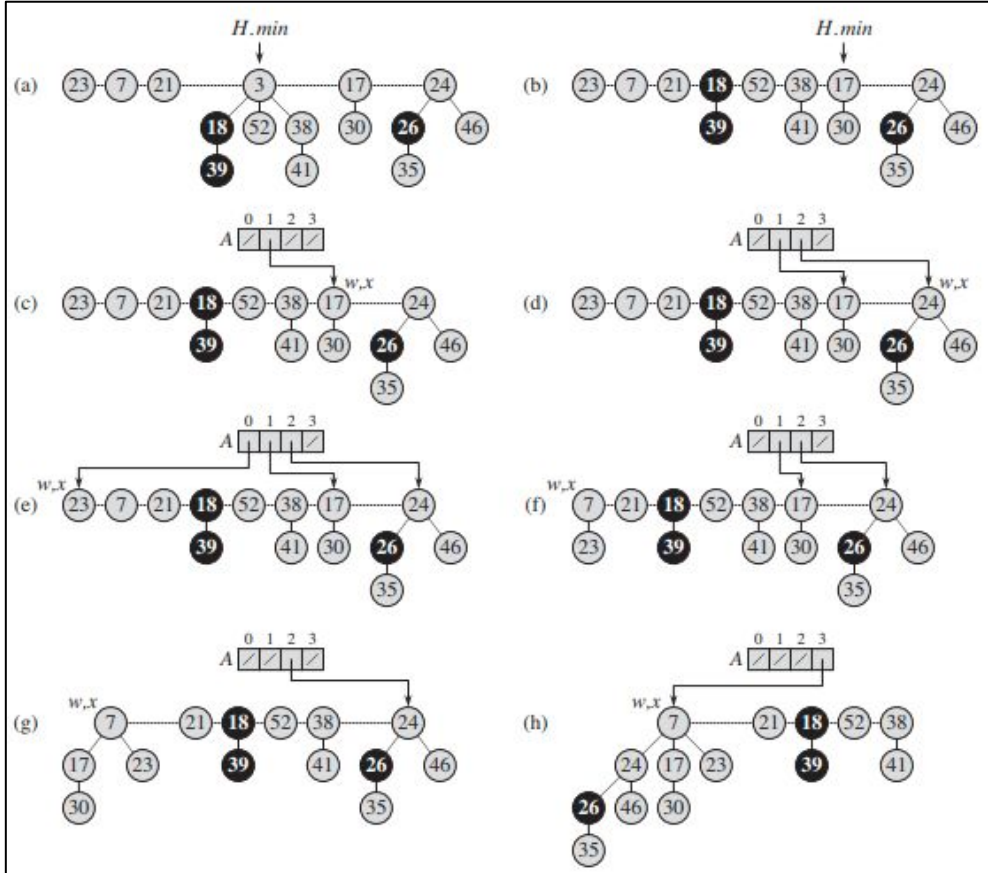 H.min H.min
(a) 23 7 21 3 17 24 (b) 23 7 21 18 52 38 17 24
18 52 38 30 26 46 39 41 30 26 46
39 41 35 35
0 1 2 3 0 1 2 3
A A
w,x w,x
(c) 23 7 21 18 52 38 17 24 (d) 23 7 21 18 52 38 17 24
39 41 30 26 46 39 41 30 26 46
35 35
0 1 2 3 0 1 2 3
A A
w,x w,x
(e) 23 7 21 18 52 38 17 24 (f) 7 21 18 52 38 17 24
39 41 30 26 46 23 39 41 30 26 46
35 35
0 1 2 3 0 1 2 3
A A
w,x w,x
(g) 7 21 18 52 38 24 (h) 7 21 18 52 38
17 23 39 41 26 46 24 17 23 39 41
30 35 26 46 30
35